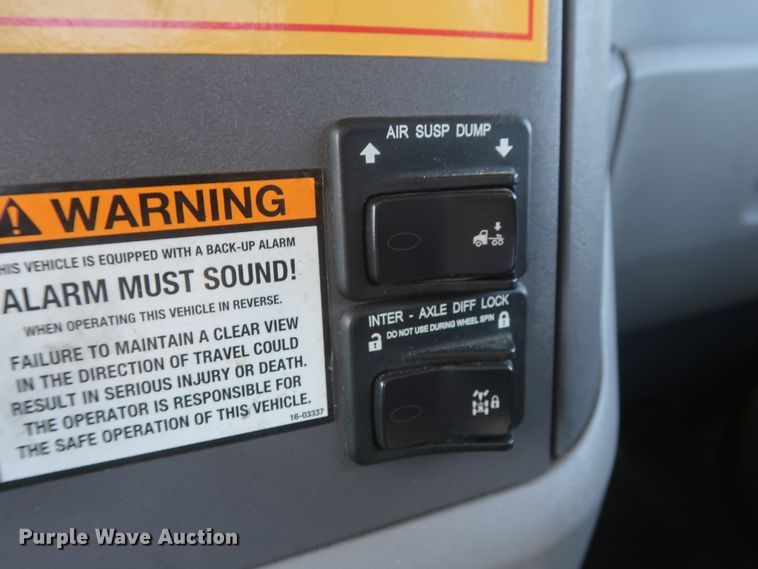 AIR SUSP DUMP
WARNING
THIS VEHICLE IS EQUIPPED WITH A BACK-UP ALARM
ALARM MUST SOUND!
WHEN OPERATING THIS VEHICLE IN REVERSE.
FAILURE TO MAINTAIN A CLEAR VIEW
IN THE DIRECTION OF TRAVEL COULD
RESULT IN SERIOUS INJURY OR DEATH.
THE OPERATOR IS RESPONSIBLE FOR
THE SAFE OPERATION OF THIS VEHICLE.
16-03337
INTER - AXLE DIFF LOCK
DO NOT USE DURING WHEEL SPIN
Purple Wave Auction